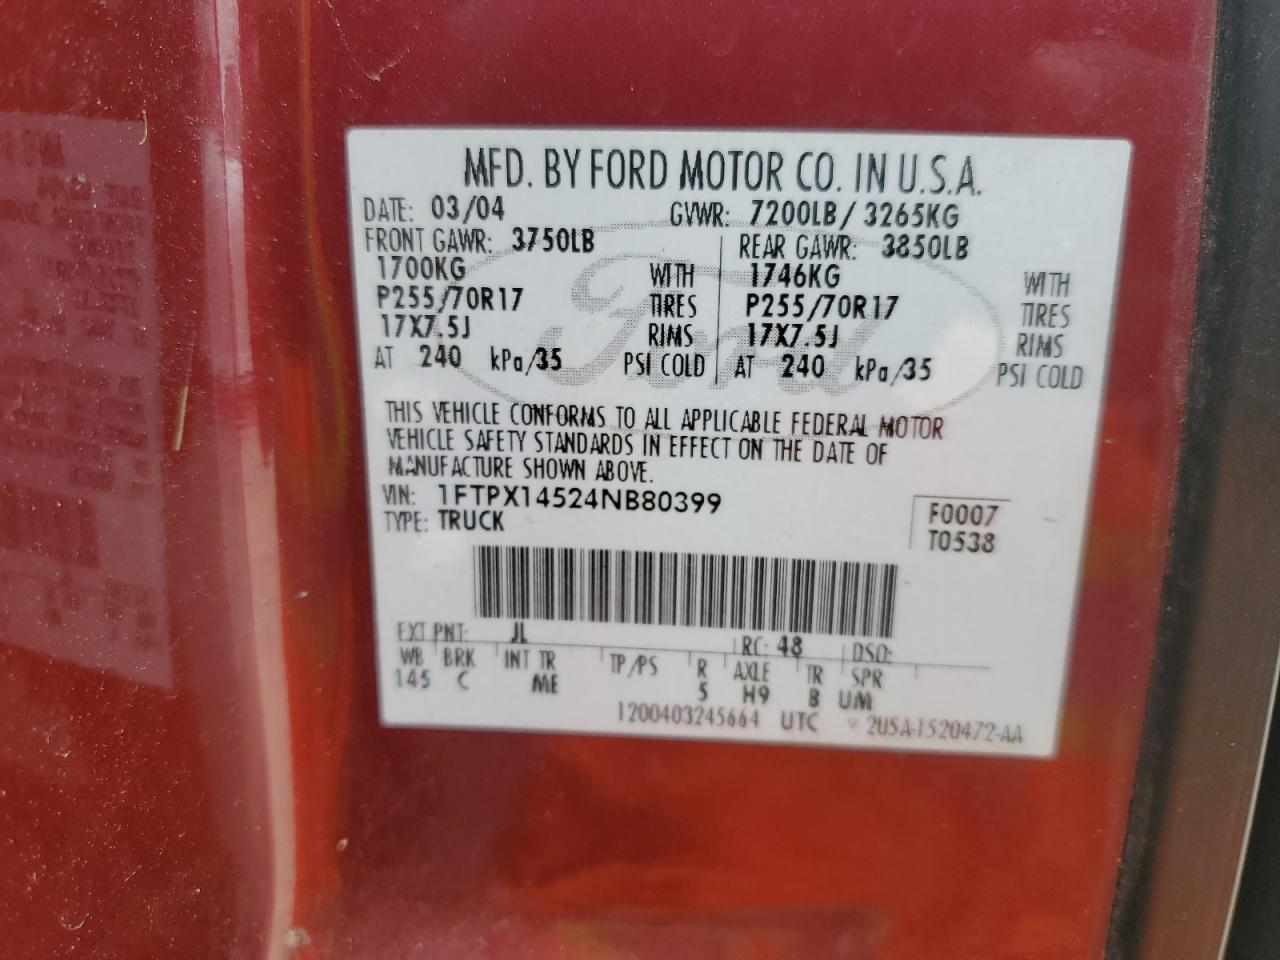 MFD. BY FORD MOTOR CO. IN U.S.A.
DATE: 03/04 GVWR: 7200LB/ 3265KG
FRONT GAWR: 3750LB REAR GAWR: 3850LB
1700KG WITH 1746KG WITH
P255/70R17 TIRES P255/70R17 TIRES
17X7.5J RIMS 17X7.5J RIMS
AT 240 kPa/35 PSI COLD AT 240 kPa/35 PSI COLD
Ford
THIS VEHICLE CONFORMS TO ALL APPLICABLE FEDERAL MOTOR
VEHICLE SAFETY STANDARDS IN EFFECT ON THE DATE OF
MANUFACTURE SHOWN ABOVE.
VIN: 1FTPX14524NB80399 F0007
TYPE: TRUCK T0538
EXT PNT: JL RC: 48 DSO:
WB BRK INT TR TP/PS R AXLE TR SPR
145 C ME 5 H9 B UM
1200403245664 UTC 2U5A-1520472-AA